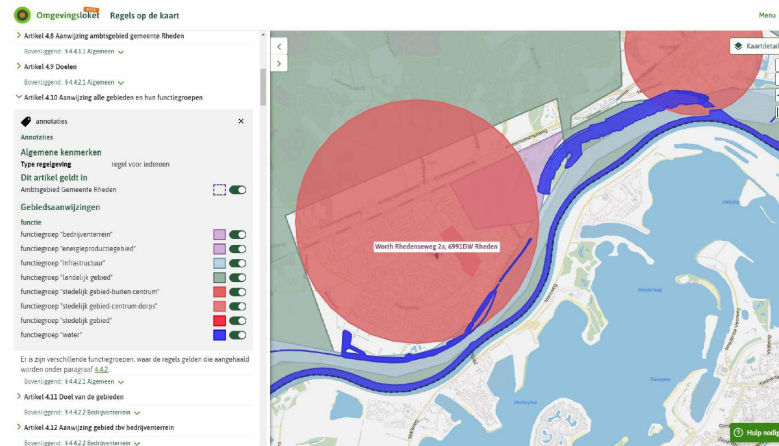 Omgevingsloket
Regels op de kaart
Menu
Artikel 4.8 Aanwijzing ambtsgebied gemeente Rheden
Bovenliggend: §4.4.1.1 Algemeen
Artikel 4.9 Doelen
Bovenliggend: §4.4.2.1 Algemeen
Artikel 4.10 Aanwijzing alle gebieden en hun functiegroepen
annotaties
Annotaties
Algemene kenmerken
Type regelgeving regel voor iedereen
Dit artikel geldt in
Ambtsgebied Gemeente Rheden
Gebiedsaanwijzingen
functie
functiegroep "bedrijventerrein"
functiegroep "energieproductiegebied"
functiegroep "infrastructuur"
functiegroep "landelijk gebied"
functiegroep "stedelijk gebied-buiten centrum"
functiegroep "stedelijk gebied-centrum dorps"
functiegroep "stedelijk gebied"
functiegroep "water"
Er is zijn verschillende functiegroepen, waar de regels gelden die aangehaald
worden onder paragraaf 4.4.2.
Bovenliggend: §4.4.2.1 Algemeen
Artikel 4.11 Doel van de gebieden
Bovenliggend: §4.4.2.2 Bedrijventerrein
Artikel 4.12 Aanwijzing gebied tbv bedrijventerrein
Bovenliggend: §4.4.2.2 Bedrijventerrein
Kaartdetail
Worth Rhedenseweg 2a, 6991DW Rheden
Hulp nodig